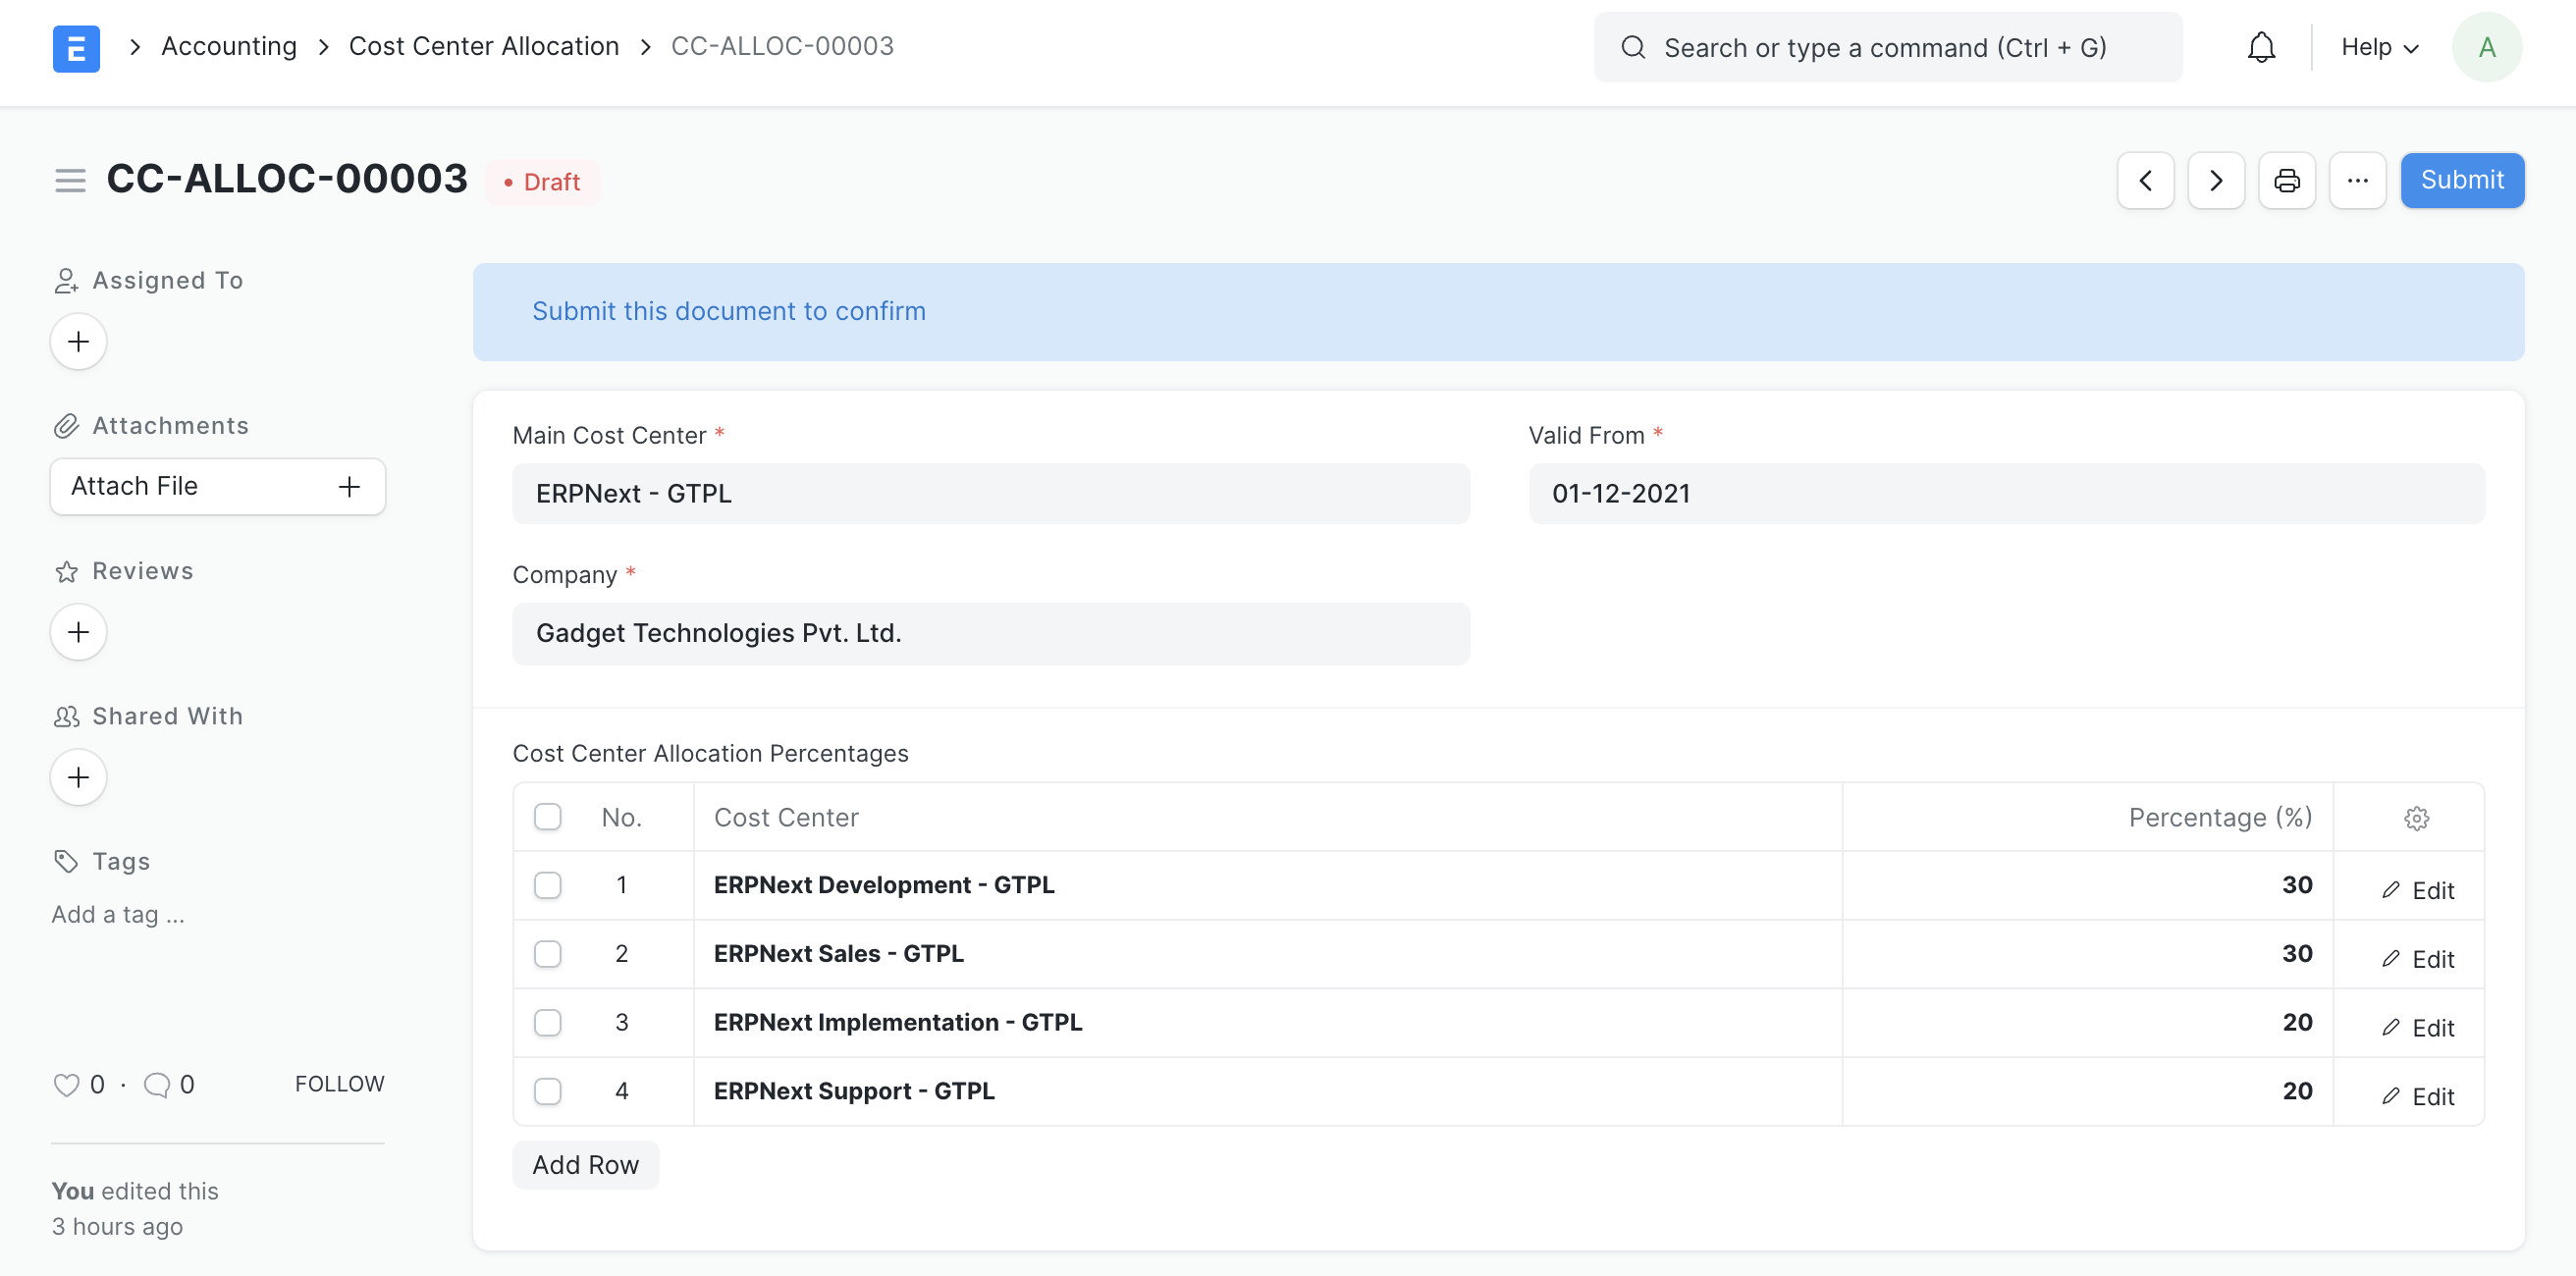 E > Accounting > Cost Center Allocation > CC-ALLOC-00003
Search or type a command (Ctrl + G)
Help
A
CC-ALLOC-00003
• Draft
Submit
Assigned To
Attachments
Attach File
Reviews
Shared With
Tags
Add a tag ...
0 · 0
FOLLOW
You edited this
3 hours ago
Submit this document to confirm
Main Cost Center *
ERPNext - GTPL
Valid From *
01-12-2021
Company *
Gadget Technologies Pvt. Ltd.
Cost Center Allocation Percentages
No. Cost Center Percentage (%)
1 ERPNext Development - GTPL 30 Edit
2 ERPNext Sales - GTPL 30 Edit
3 ERPNext Implementation - GTPL 20 Edit
4 ERPNext Support - GTPL 20 Edit
Add Row